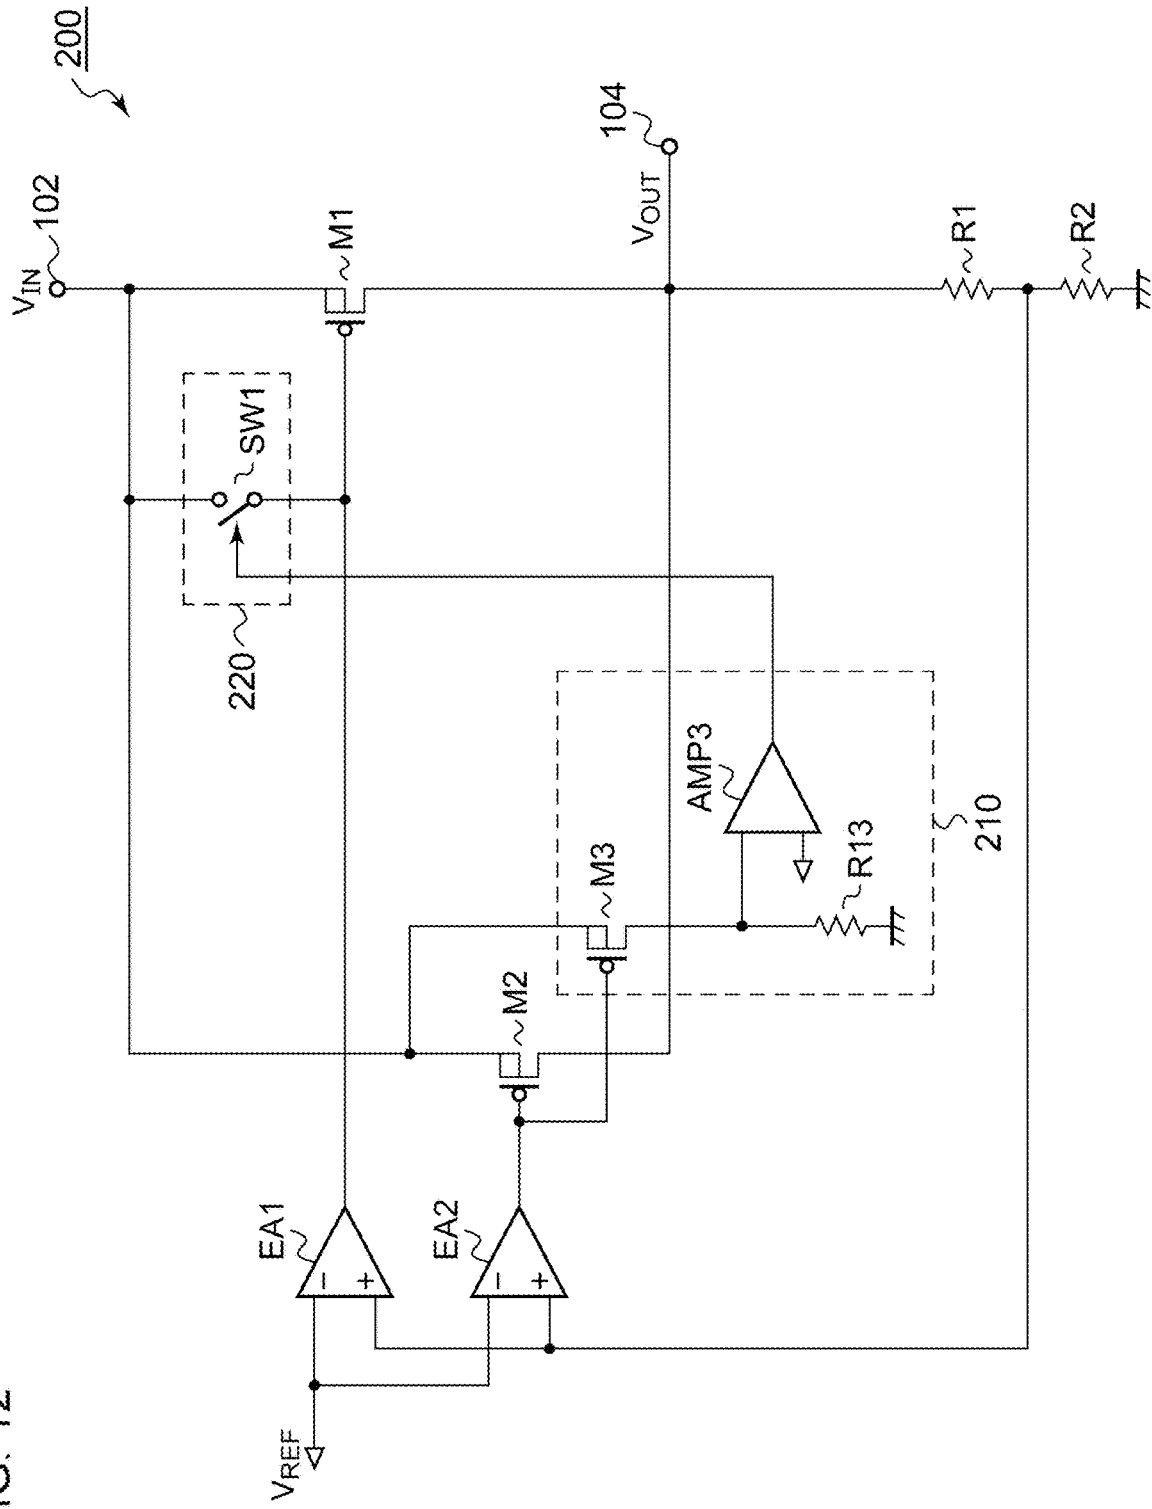 200
VIN
102
M1
SW1
220
VOUT
104
R1
R2
AMP3
M3
R13
210
M2
EA1
−
+
EA2
−
+
VREF